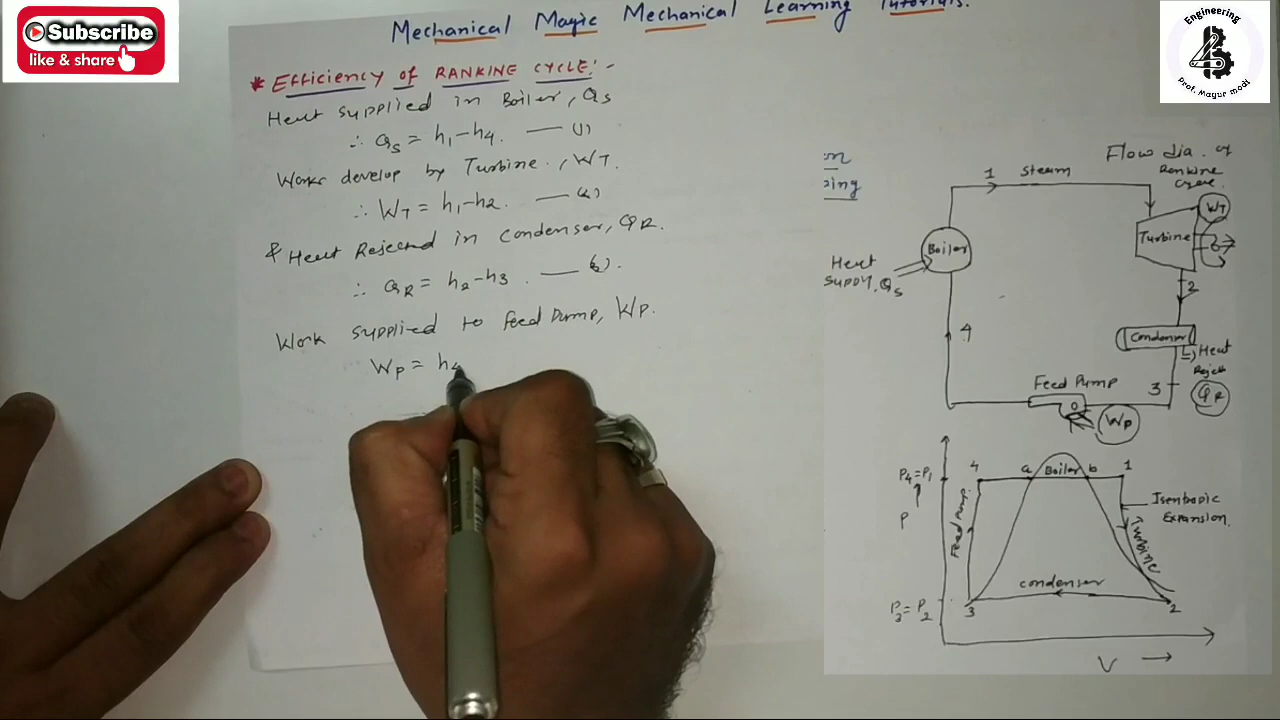 Subscribe
like & share
Mechanical Magic Mechanical Learning Tutorials.
* Efficiency of RANKINE CYCLE:-
Heat supplied in Boiler, Qs
∴ Qs = h1-h4. — (1)
Work develop by Turbine., WT.
∴ WT = h1-h2. — (2)
& Heat Rejected in Condenser, QR.
∴ QR = h2-h3. — (3).
Work supplied to feed Pump, Wp.
Wp = h4
Engineering
Prof. Mayur modi
on
ping
Flow dia. of
Rankine
cycle.
1 steam
WT
Turbine
Boiler
Heat
supply, Qs
2
Condenser
Heat
Reject
QR
4
3
Feed Pump
Wp
P4=P1
4 a Boiler b 1
P
Feed Pump.
Isentropic
Expansion.
Turbine
condenser
P3=P2
3
2
V